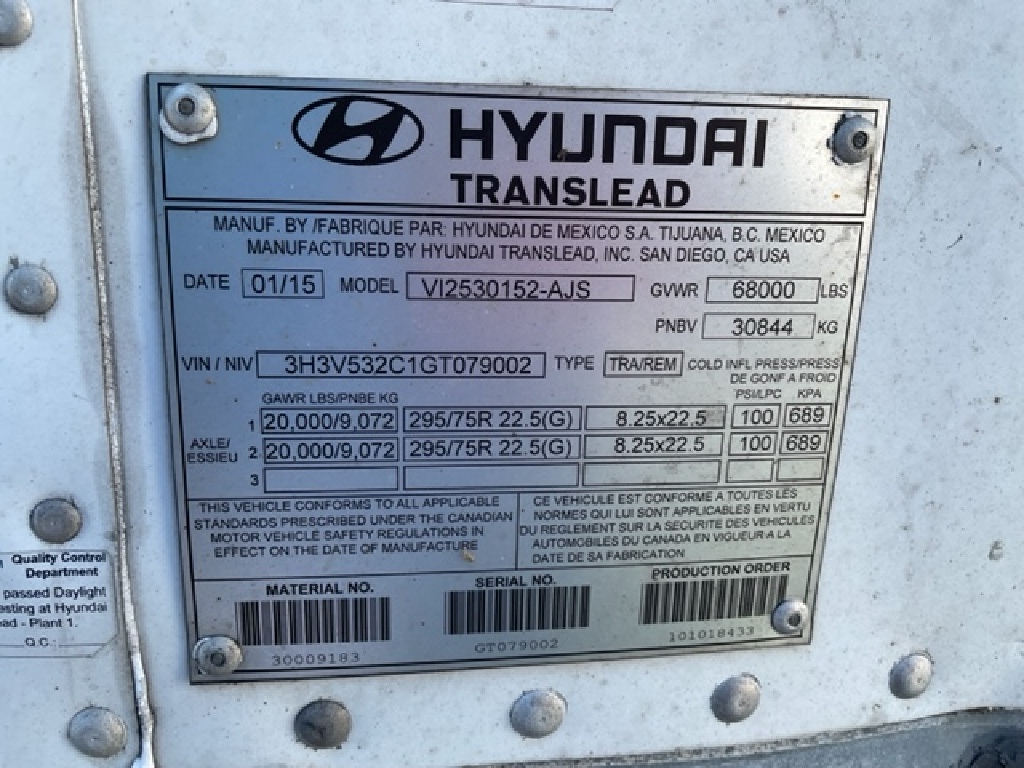 HYUNDAI
TRANSLEAD
MANUF. BY /FABRIQUE PAR: HYUNDAI DE MEXICO S.A. TIJUANA, B.C. MEXICO
MANUFACTURED BY HYUNDAI TRANSLEAD, INC. SAN DIEGO, CA USA
DATE 01/15 MODEL VI2530152-AJS GVWR 68000 LBS
PNBV 30844 KG
VIN / NIV 3H3V532C1GT079002 TYPE TRA/REM COLD INFL PRESS/PRESS
DE GONF A FROID
GAWR LBS/PNBE KG PSI/LPC KPA
1 20,000/9,072 295/75R 22.5(G) 8.25x22.5 100 689
AXLE/
ESSIEU
2 20,000/9,072 295/75R 22.5(G) 8.25x22.5 100 689
3
THIS VEHICLE CONFORMS TO ALL APPLICABLE
STANDARDS PRESCRIBED UNDER THE CANADIAN
MOTOR VEHICLE SAFETY REGULATIONS IN
EFFECT ON THE DATE OF MANUFACTURE
CE VEHICULE EST CONFORME A TOUTES LES
NORMES QUI LUI SONT APPLICABLES EN VERTU
DU REGLEMENT SUR LA SECURITE DES VEHICULES
AUTOMOBILES DU CANADA EN VIGUEUR A LA
DATE DE SA FABRICATION
MATERIAL NO. SERIAL NO. PRODUCTION ORDER
30009183 GT079002 101018433
Quality Control
Department
passed Daylight
esting at Hyundai
ead - Plant 1.
Q.C.: